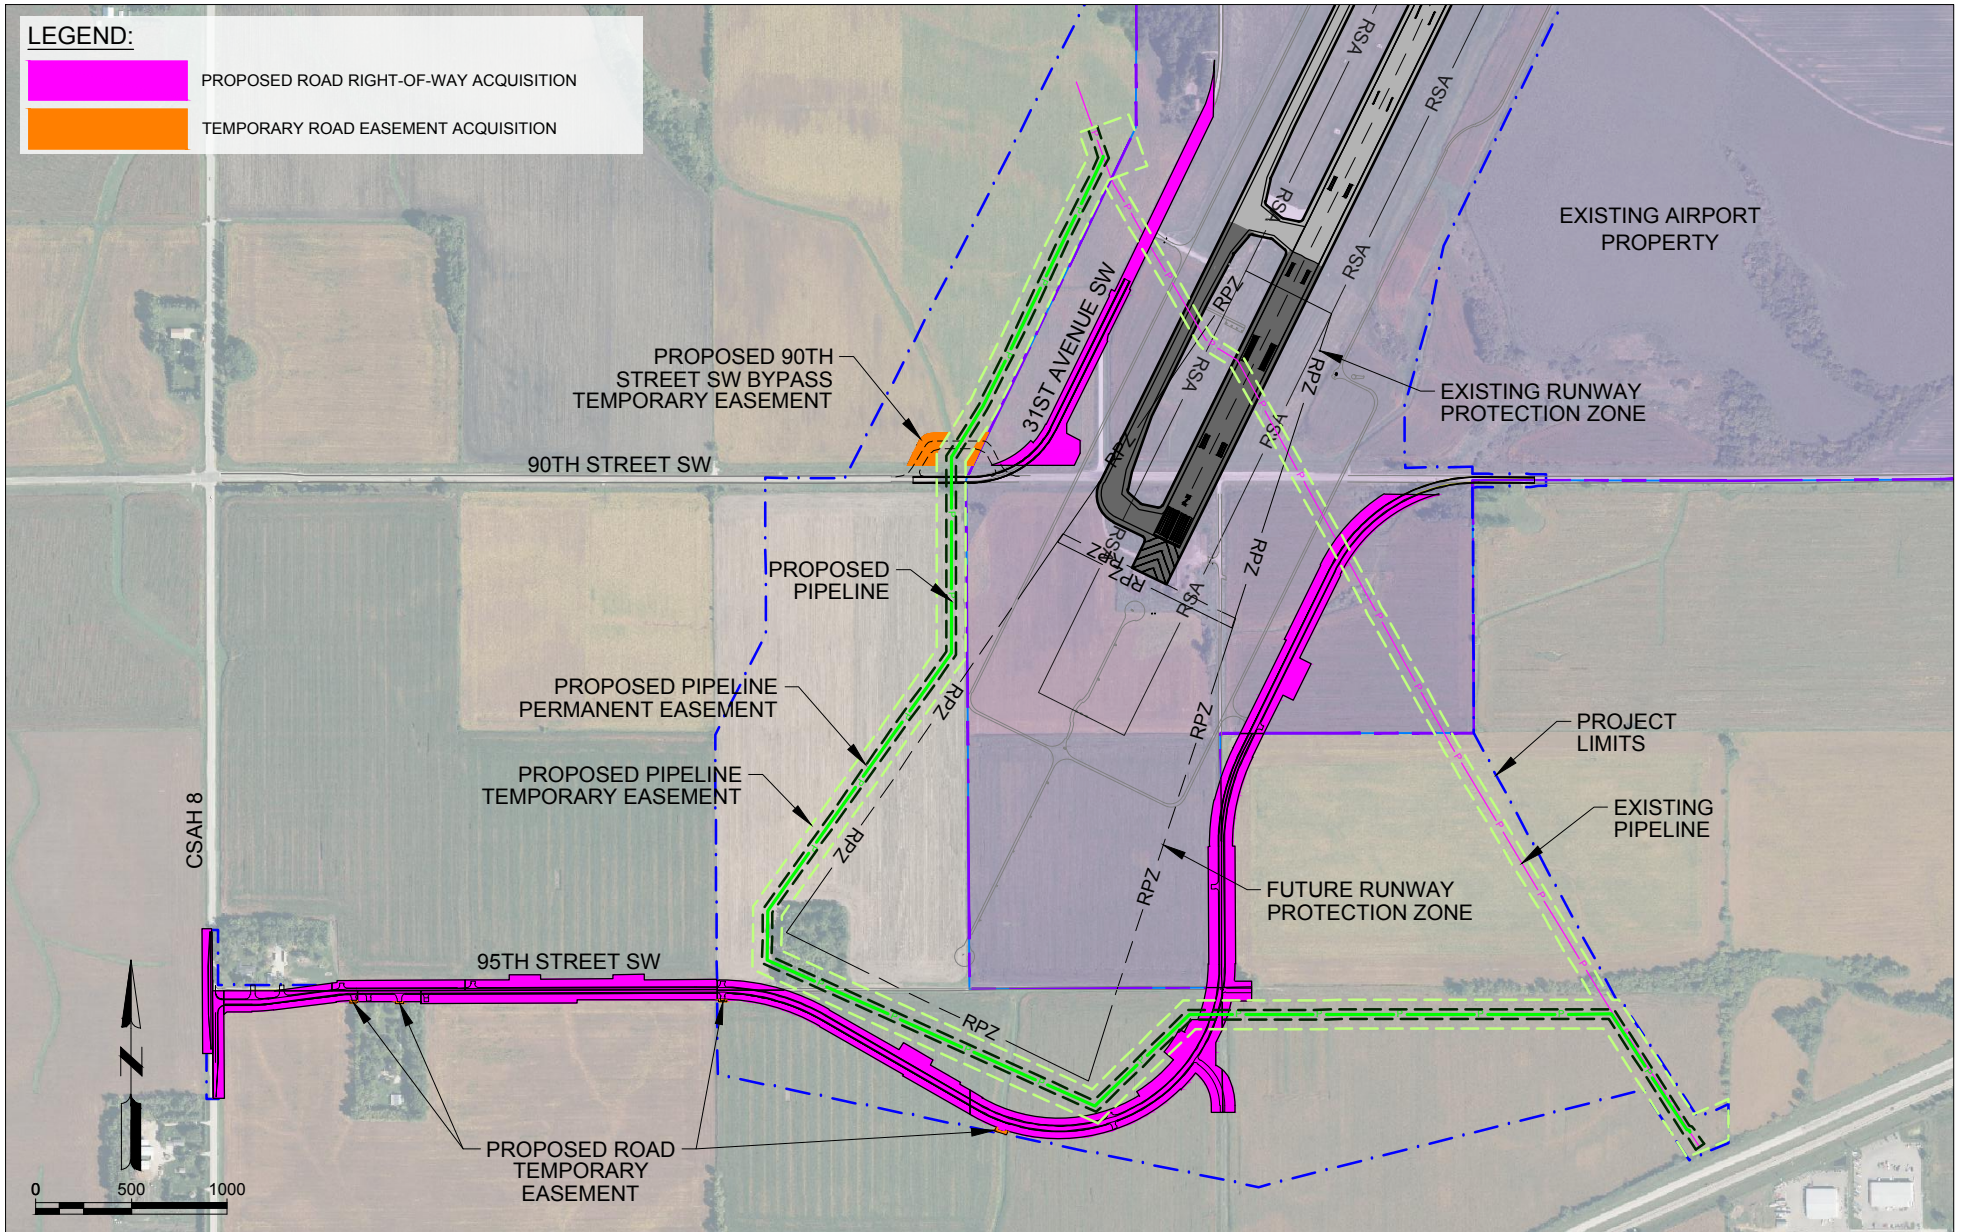 LEGEND:
PROPOSED ROAD RIGHT-OF-WAY ACQUISITION
TEMPORARY ROAD EASEMENT ACQUISITION
RSA
RSA
RSA
RSA
RSA
EXISTING AIRPORT
PROPERTY
31ST AVENUE SW
RPZ
RSA
RPZ
RSA
RPZ
PROPOSED 90TH
STREET SW BYPASS
TEMPORARY EASEMENT
EXISTING RUNWAY
PROTECTION ZONE
90TH STREET SW
2
RSA
RPZ
RPZ
RPZ
RPZ
RSA
PROPOSED
PIPELINE
PROPOSED PIPELINE
PERMANENT EASEMENT
RPZ
RPZ
PROJECT
LIMITS
PROPOSED PIPELINE
TEMPORARY EASEMENT
CSAH 8
RPZ
EXISTING
PIPELINE
RPZ
FUTURE RUNWAY
PROTECTION ZONE
95TH STREET SW
RPZ
N
PROPOSED ROAD
TEMPORARY
EASEMENT
0 500 1000